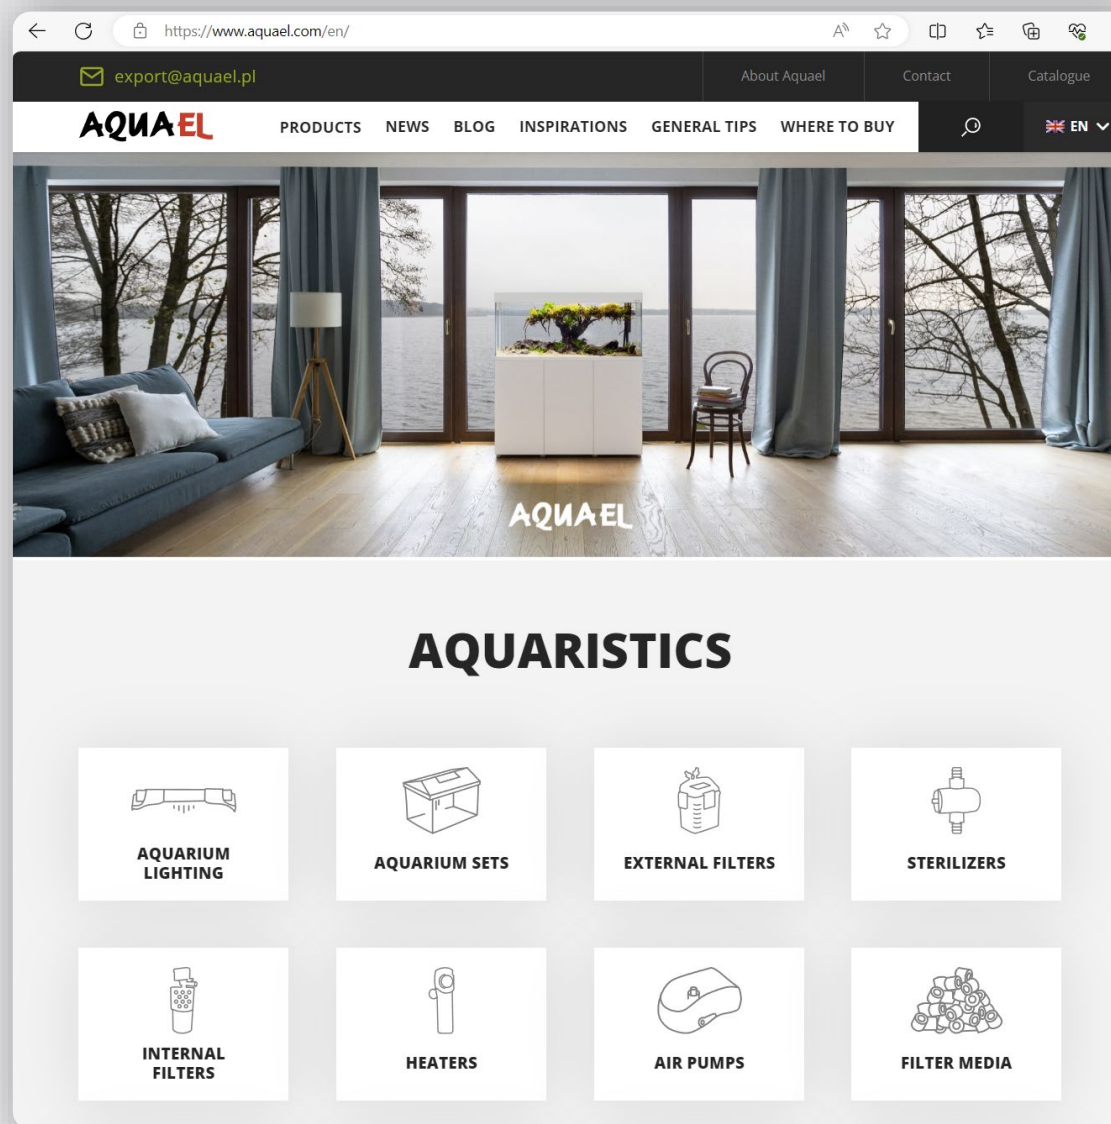 https://www.aquael.com/en/
export@aquael.pl
About Aquael
Contact
Catalogue
AQUAEL
PRODUCTS
NEWS
BLOG
INSPIRATIONS
GENERAL TIPS
WHERE TO BUY
EN
AQUAEL
AQUARISTICS
AQUARIUM
LIGHTING
AQUARIUM SETS
EXTERNAL FILTERS
STERILIZERS
INTERNAL
FILTERS
HEATERS
AIR PUMPS
FILTER MEDIA